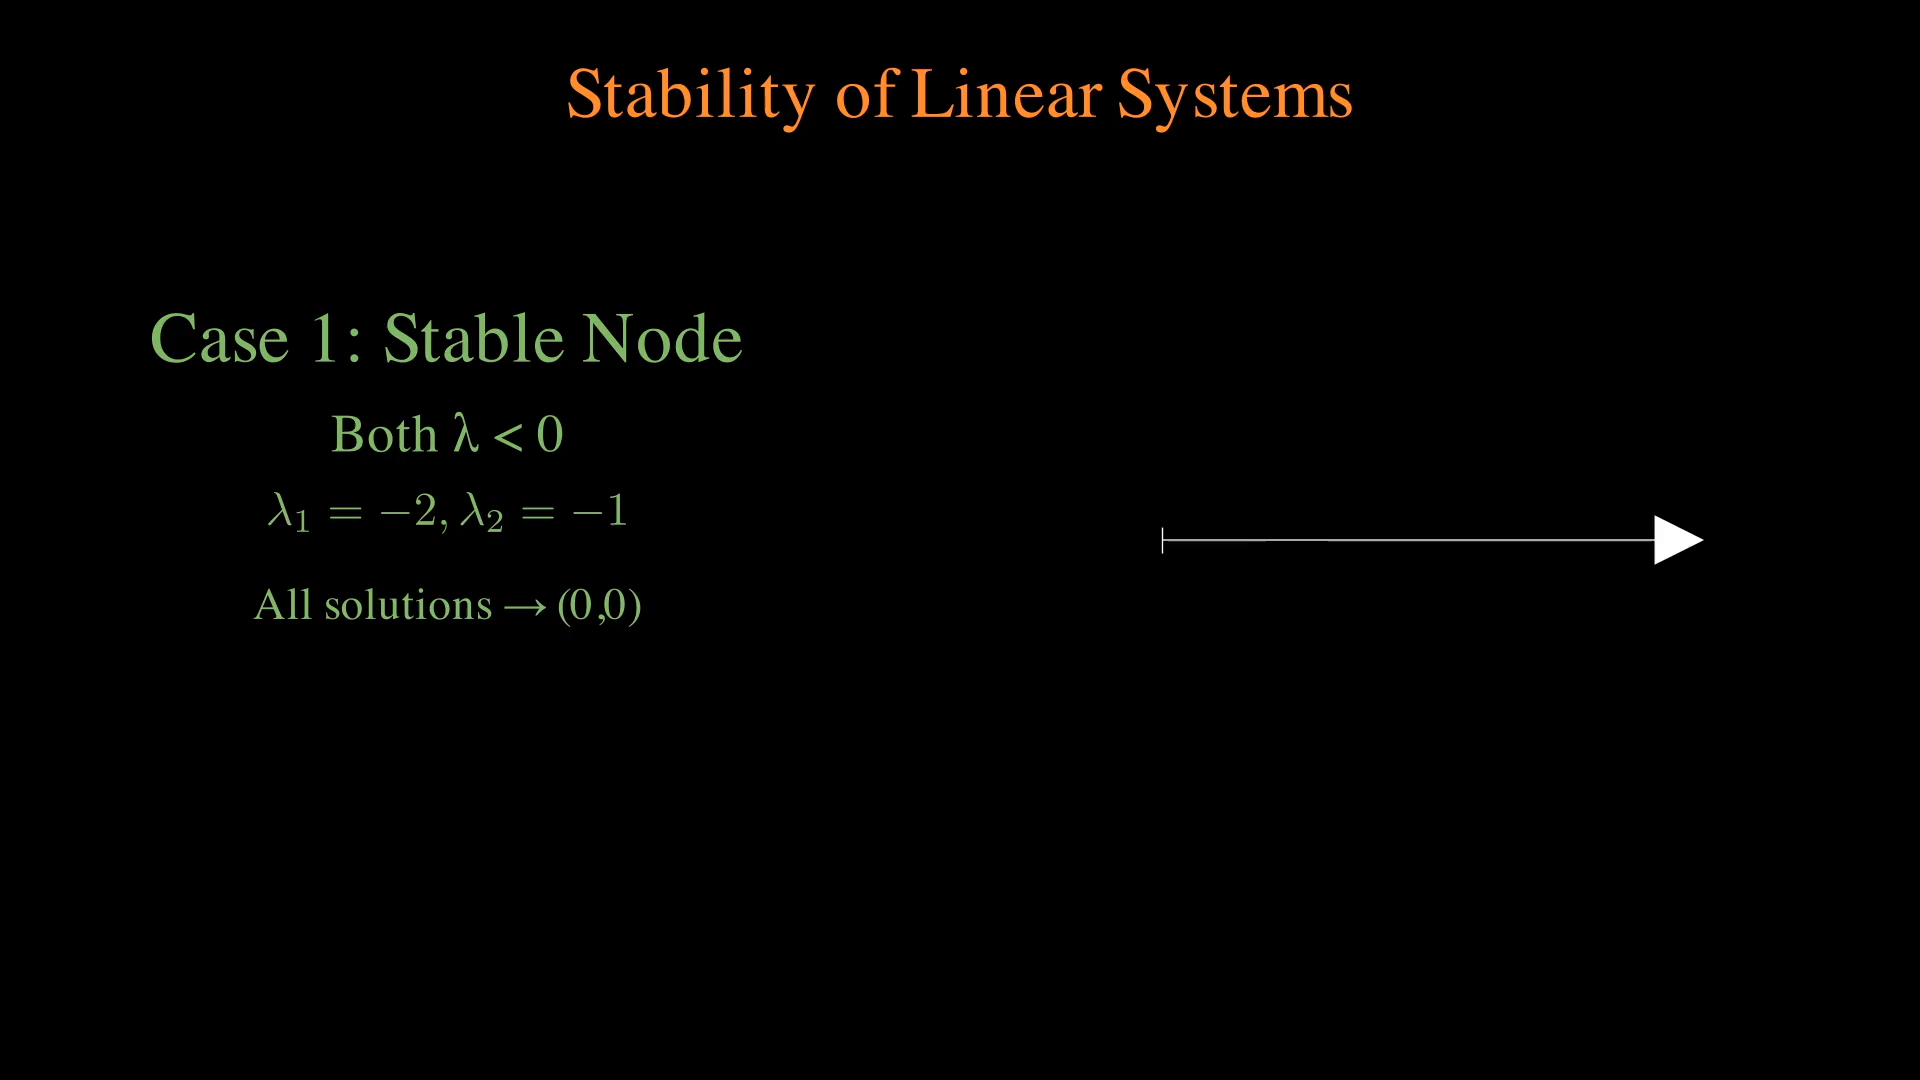 Stability of Linear Systems
Case 1: Stable Node
Both λ < 0
λ₁ = −2, λ₂ = −1
All solutions → (0,0)